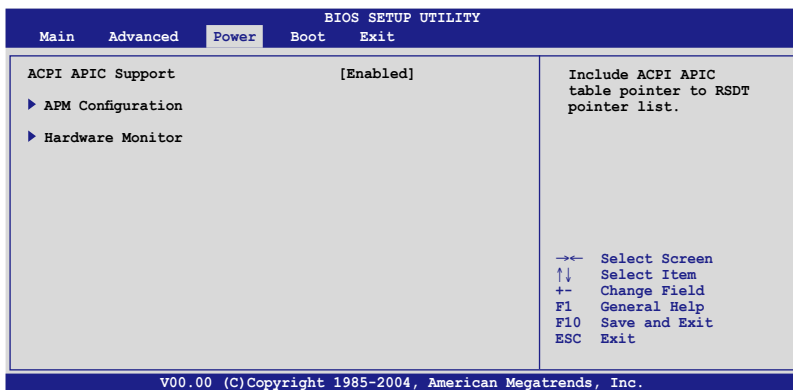 BIOS SETUP UTILITY
Main Advanced Power Boot Exit
ACPI APIC Support [Enabled]
APM Configuration
Hardware Monitor
Include ACPI APIC
table pointer to RSDT
pointer list.
→← Select Screen
↑↓ Select Item
+- Change Field
F1 General Help
F10 Save and Exit
ESC Exit
V00.00 (C)Copyright 1985-2004, American Megatrends, Inc.